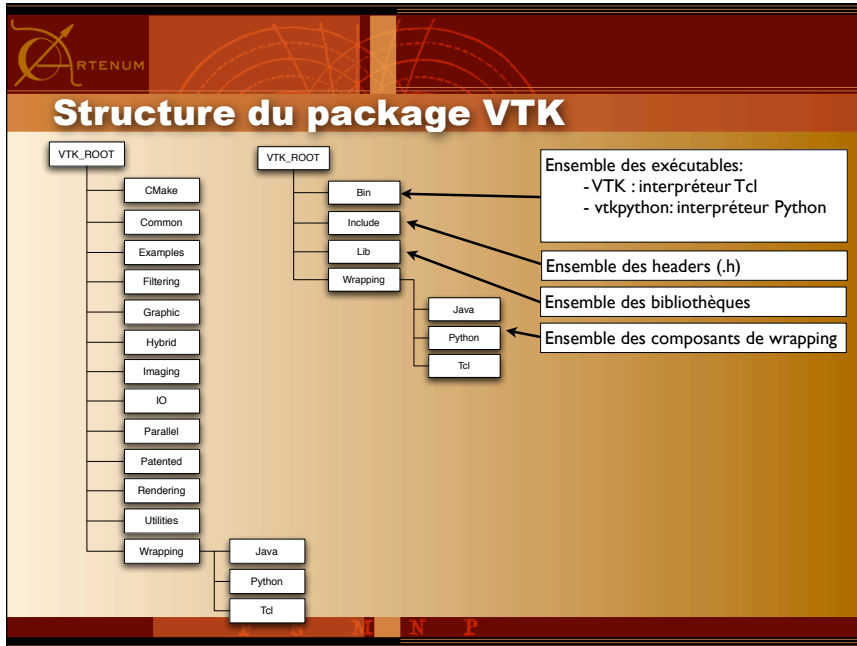 ARTENUM
Structure du package VTK
VTK_ROOT
CMake
Common
Examples
Filtering
Graphic
Hybrid
Imaging
IO
Parallel
Patented
Rendering
Utilities
Wrapping
Java
Python
Tcl
VTK_ROOT
Bin
Include
Lib
Wrapping
Java
Python
Tcl
Ensemble des exécutables:
- VTK : interpréteur Tcl
- vtkpython: interpréteur Python
Ensemble des headers (.h)
Ensemble des bibliothèques
Ensemble des composants de wrapping
N P